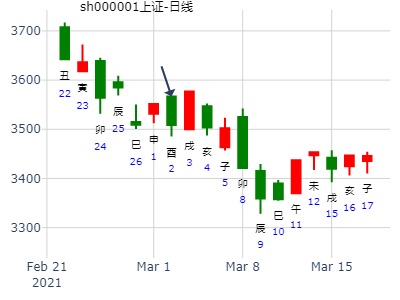 sh000001上证-日线
3700
3600
3500
3400
3300
丑
22
寅
23
卯
24
辰
25
巳
26
申
1
酉
2
戌
3
亥
4
子
5
卯
8
辰
9
巳
10
午
11
未
12
戌
15
亥
16
子
17
Feb 21
2021
Mar 1
Mar 8
Mar 15